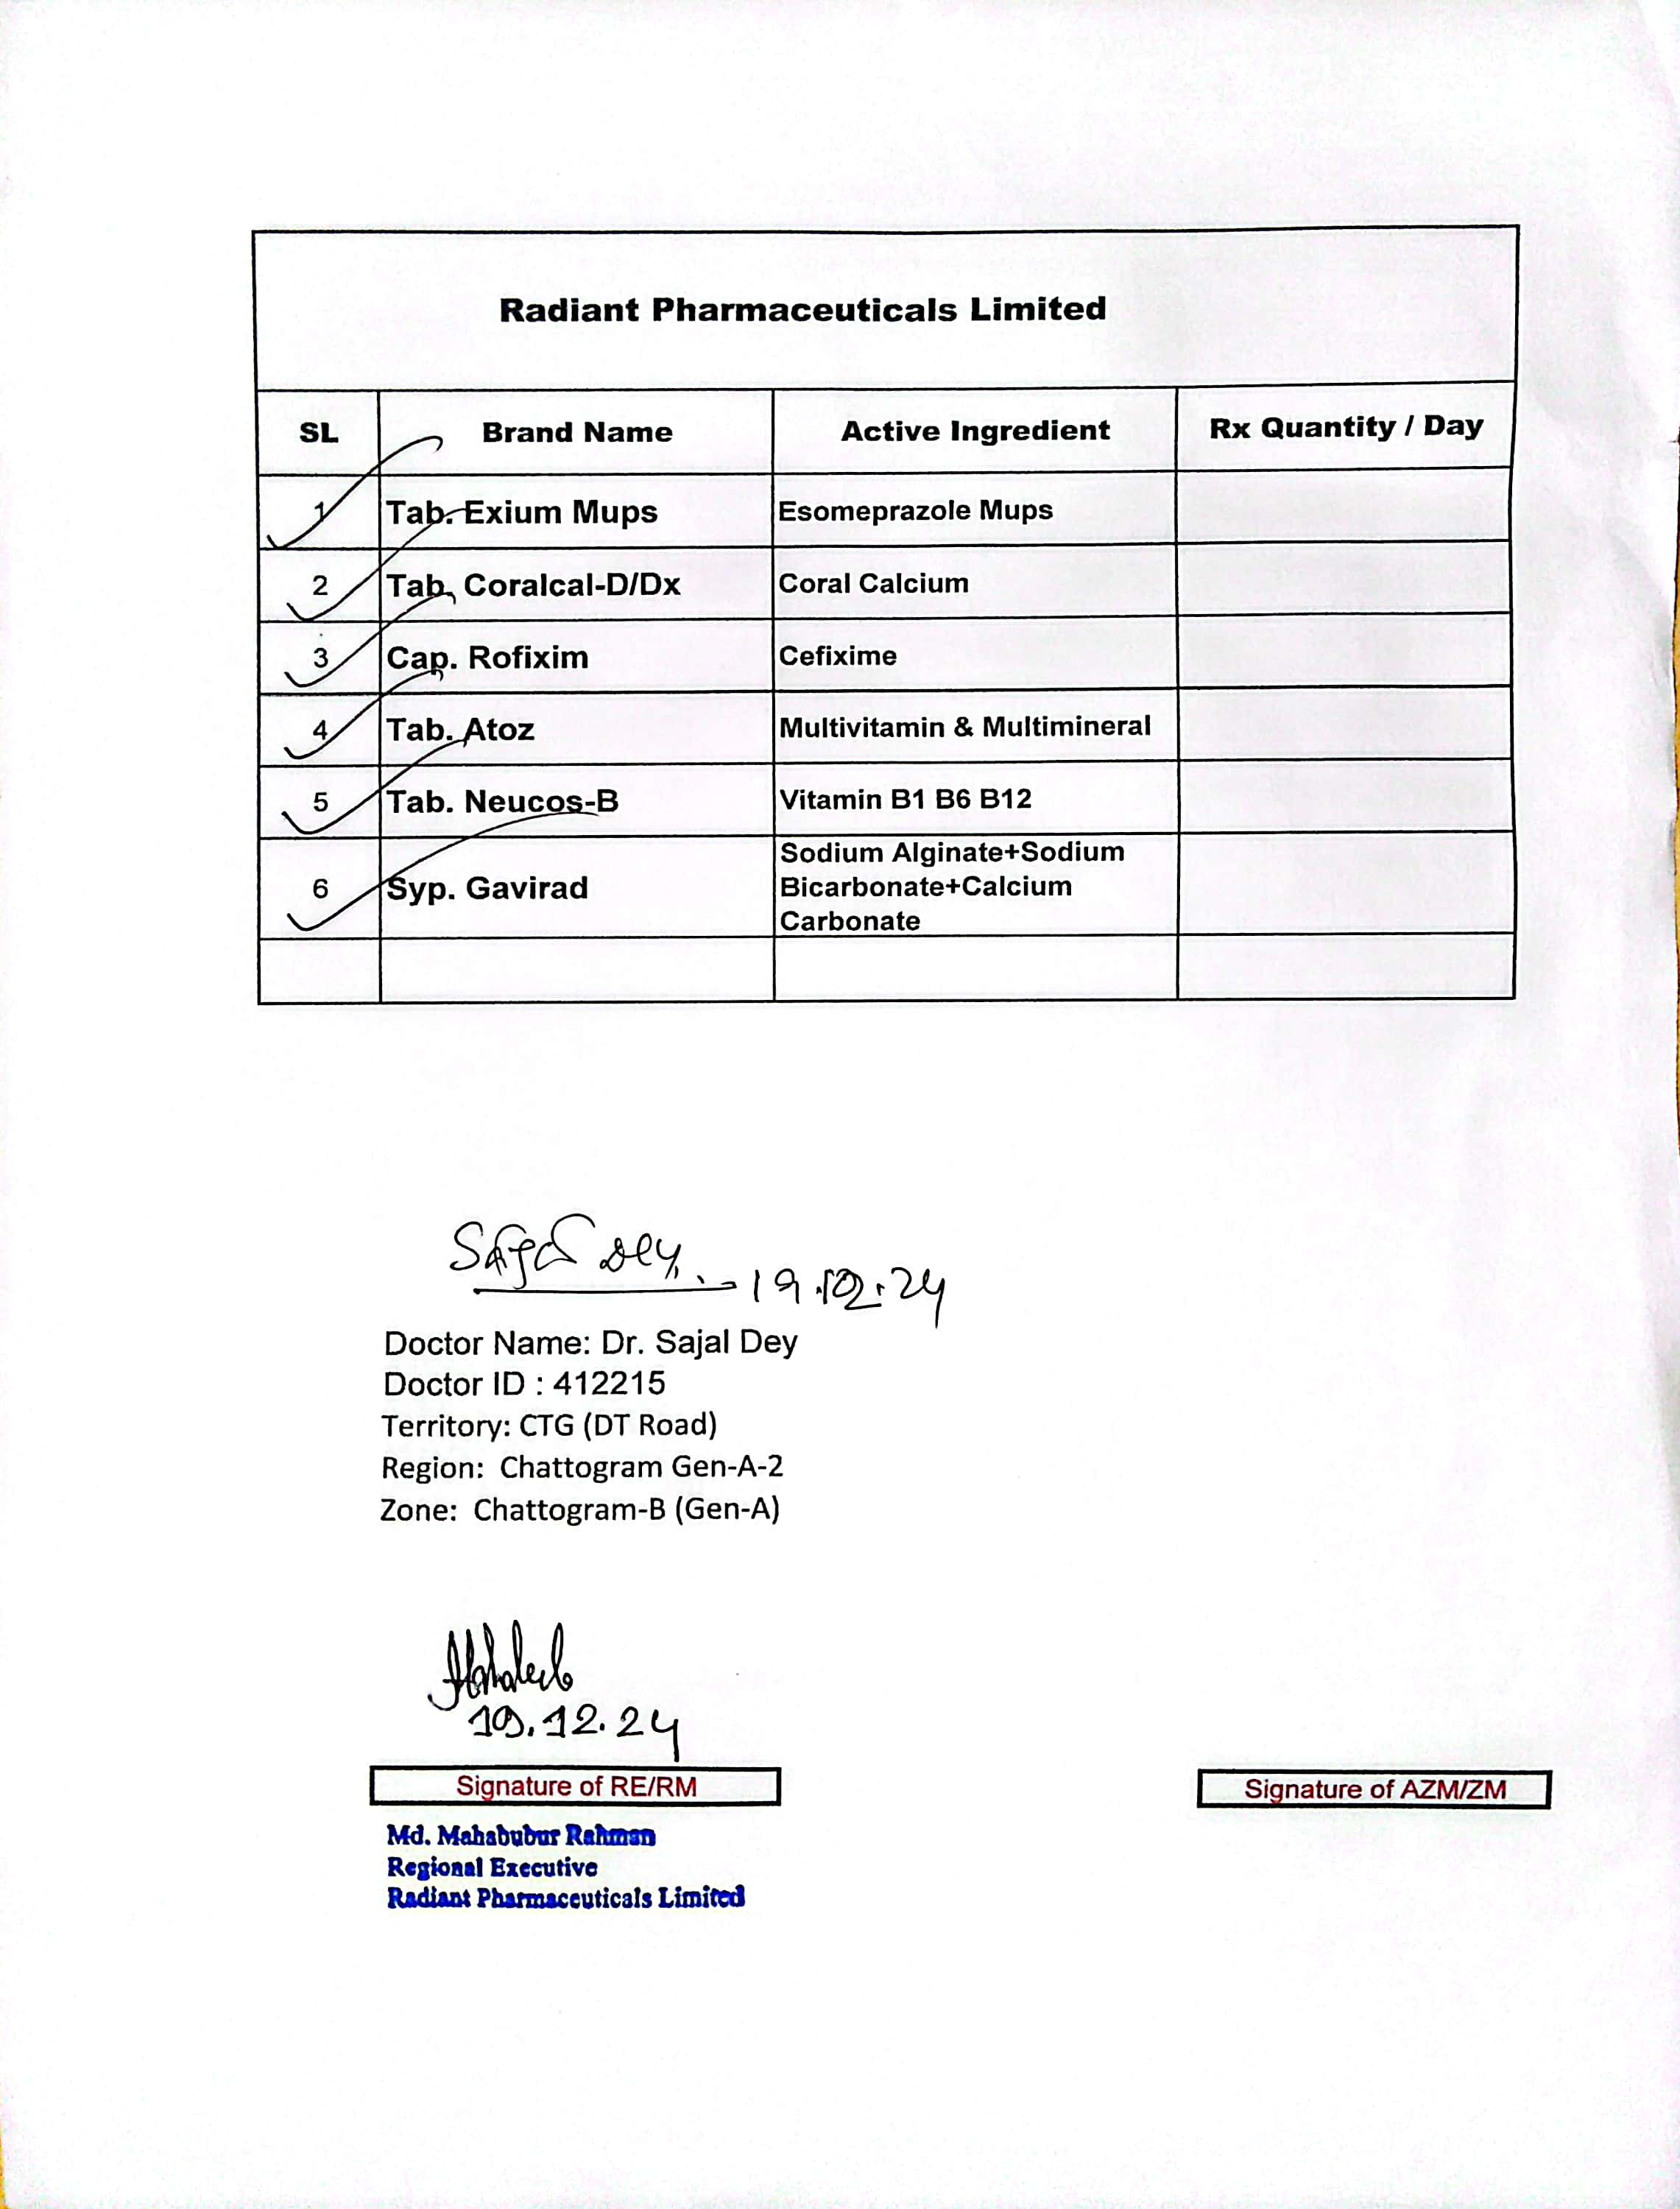 Radiant Pharmaceuticals Limited
SL Brand Name Active Ingredient Rx Quantity / Day
1 Tab. Exium Mups Esomeprazole Mups
2 Tab. Coralcal-D/Dx Coral Calcium
3 Cap. Rofixim Cefixime
4 Tab. Atoz Multivitamin & Multimineral
5 Tab. Neucos-B Vitamin B1 B6 B12
6 Syp. Gavirad Sodium Alginate+Sodium
Bicarbonate+Calcium
Carbonate
Sajal Dey 19.12.24
Doctor Name: Dr. Sajal Dey
Doctor ID : 412215
Territory: CTG (DT Road)
Region: Chattogram Gen-A-2
Zone: Chattogram-B (Gen-A)
19.12.24
Signature of RE/RM Signature of AZM/ZM
Md. Mahabubur Rahman
Regional Executive
Radiant Pharmaceuticals Limited